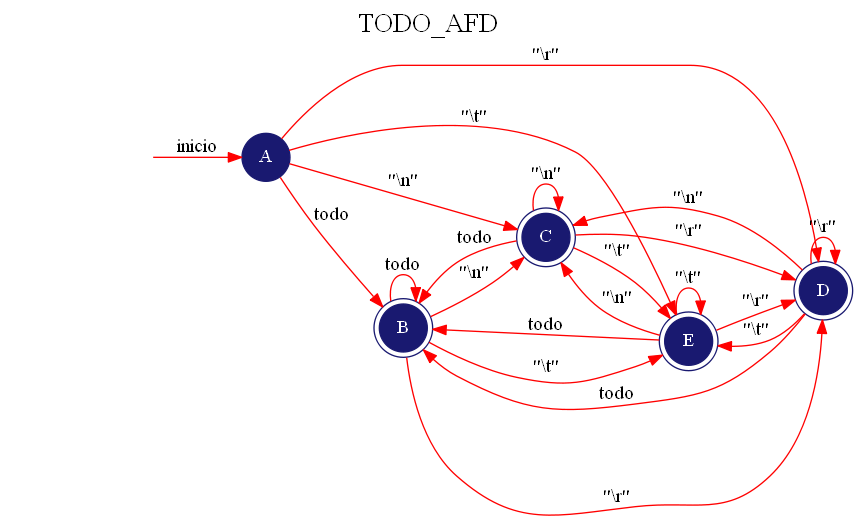 TODO_AFD
"\r"
"\t"
inicio
A
"\n"
"\n"
"\n"
todo
"\r"
"\r"
todo
C
"\t"
todo
"\n"
"\t"
D
"\n"
"\r"
B
todo
E
"\t"
"\t"
todo
"\r"